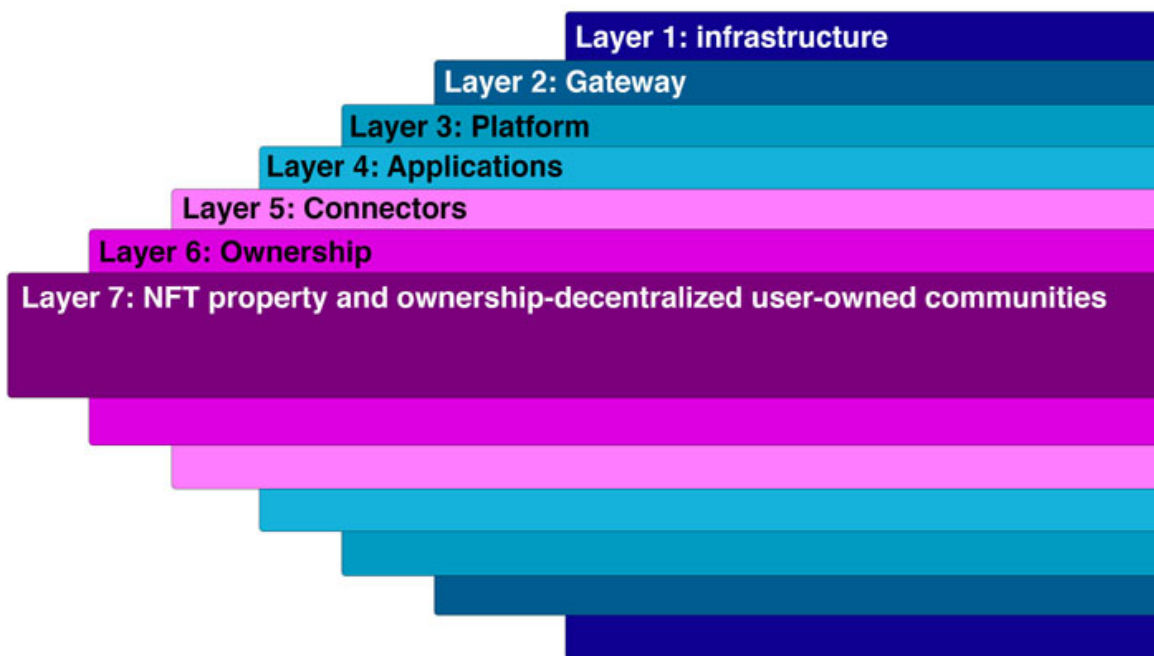 Layer 1: infrastructure
Layer 2: Gateway
Layer 3: Platform
Layer 4: Applications
Layer 5: Connectors
Layer 6: Ownership
Layer 7: NFT property and ownership-decentralized user-owned communities